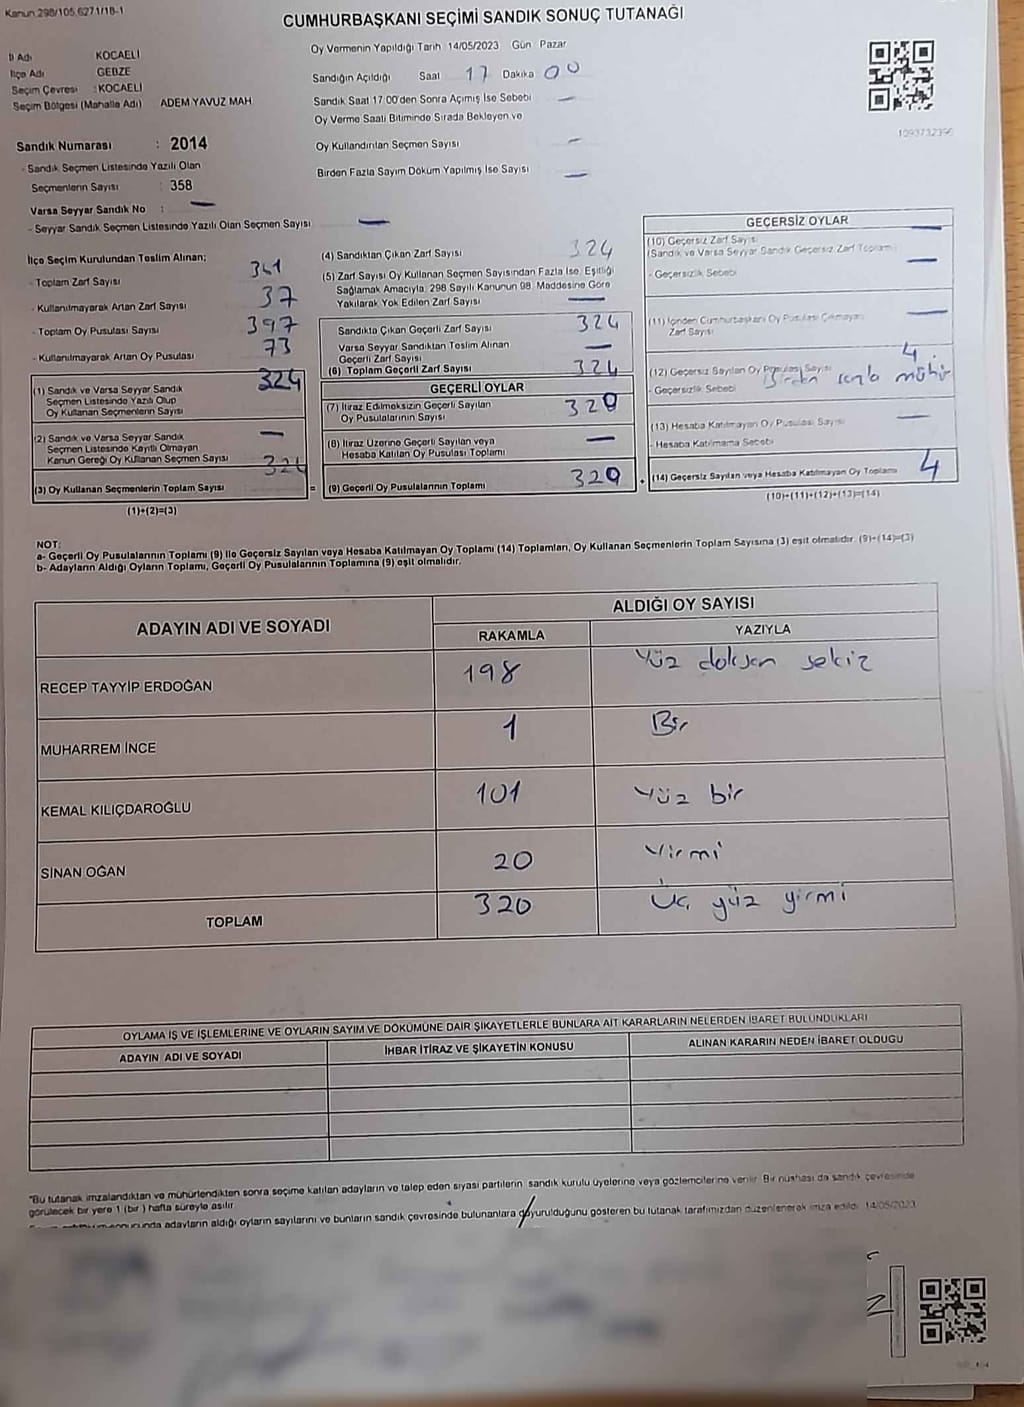 Kanun 298/105,627.1/18-1
CUMHURBAŞKANI SEÇİMİ SANDIK SONUÇ TUTANAĞI
İl Adı KOCAELİ
İlçe Adı GEBZE
Seçim Çevresi : KOCAELİ
Seçim Bölgesi (Mahalle Adı) ADEM YAVUZ MAH
Sandık Numarası : 2014
- Sandık Seçmen Listesinde Yazılı Olan
Seçmenlerin Sayısı : 358
Varsa Seyyar Sandık No : —
- Seyyar Sandık Seçmen Listesinde Yazılı Olan Seçmen Sayısı —
Oy Vermenin Yapıldığı Tarih 14/05/2023 Gün Pazar
Sandığın Açıldığı Saat 17 Dakika 00
Sandık Saat 17:00'den Sonra Açılmış İse Sebebi —
Oy Verme Saati Bitiminde Sırada Bekleyen ve
Oy Kullandırılan Seçmen Sayısı —
Birden Fazla Sayım Döküm Yapılmış İse Sayısı —
1093732396
İlçe Seçim Kurulundan Teslim Alınan;
- Toplam Zarf Sayısı 361
- Kullanılmayarak Artan Zarf Sayısı 37
- Toplam Oy Pusulası Sayısı 397
- Kullanılmayarak Artan Oy Pusulası 73
(1) Sandık ve Varsa Seyyar Sandık 324
Seçmen Listesinde Yazılı Olup
Oy Kullanan Seçmenlerin Sayısı
(2) Sandık ve Varsa Seyyar Sandık —
Seçmen Listesinde Kayıtlı Olmayan
Kanun Gereği Oy Kullanan Seçmen Sayısı
(3) Oy Kullanan Seçmenlerin Toplam Sayısı 324
(1)+(2)=(3)
(4) Sandıktan Çıkan Zarf Sayısı 324
(5) Zarf Sayısı Oy Kullanan Seçmen Sayısından Fazla İse, Eşitliği
Sağlamak Amacıyla, 298 Sayılı Kanunun 98. Maddesine Göre
Yakılarak Yok Edilen Zarf Sayısı —
Sandıkta Çıkan Geçerli Zarf Sayısı 324
Varsa Seyyar Sandıktan Teslim Alınan
Geçerli Zarf Sayısı —
(6) Toplam Geçerli Zarf Sayısı 324
GEÇERLİ OYLAR
(7) İtiraz Edilmeksizin Geçerli Sayılan
Oy Pusulalarının Sayısı 320
(8) İtiraz Üzerine Geçerli Sayılan veya
Hesaba Katılan Oy Pusulası Toplamı —
= (9) Geçerli Oy Pusulalarının Toplamı 320
GEÇERSİZ OYLAR
(10) Geçersiz Zarf Sayısı —
(Sandık ve Varsa Seyyar Sandık Geçersiz Zarf Toplamı)
- Geçersizlik Sebebi —
(11) İçinden Cumhurbaşkanı Oy Pusulası Çıkmayan
Zarf Sayısı —
(12) Geçersiz Sayılan Oy Pusulası Sayısı 4
- Geçersizlik Sebebi Birden fazla mühür
(13) Hesaba Katılmayan Oy Pusulası Sayısı —
- Hesaba Katılmama Sebebi
+ (14) Geçersiz Sayılan veya Hesaba Katılmayan Oy Toplamı 4
(10)+(11)+(12)+(13)=(14)
NOT:
a- Geçerli Oy Pusulalarının Toplamı (9) ile Geçersiz Sayılan veya Hesaba Katılmayan Oy Toplamı (14) Toplamları, Oy Kullanan Seçmenlerin Toplam Sayısına (3) eşit olmalıdır. (9)+(14)=(3)
b- Adayların Aldığı Oyların Toplamı, Geçerli Oy Pusulalarının Toplamına (9) eşit olmalıdır.
ADAYIN ADI VE SOYADI ALDIĞI OY SAYISI
RAKAMLA YAZIYLA
RECEP TAYYİP ERDOĞAN 198 Yüz doksan sekiz
MUHARREM İNCE 1 Bir
KEMAL KILIÇDAROĞLU 101 Yüz bir
SİNAN OĞAN 20 Yirmi
TOPLAM 320 Üç yüz yirmi
OYLAMA İŞ VE İŞLEMLERİNE VE OYLARIN SAYIM VE DÖKÜMÜNE DAİR ŞİKAYETLERLE BUNLARA AİT KARARLARIN NELERDEN İBARET BULUNDUKLARI
ADAYIN ADI VE SOYADI İHBAR İTİRAZ VE ŞİKAYETİN KONUSU ALINAN KARARIN NEDEN İBARET OLDUĞU
"Bu tutanak imzalandıktan ve mühürlendikten sonra seçime katılan adayların ve talep eden siyasi partilerin sandık kurulu üyelerine veya gözlemcilerine verilir. Bir nüshası da sandık çevresinde
görülecek bir yere 1 (bir) hafta süreyle asılır.
sonucunda adayların aldığı oyların sayılarını ve bunların sandık çevresinde bulunanlara duyurulduğunu gösteren bu tutanak tarafımızdan düzenlenerek imza edildi. 14/05/2023